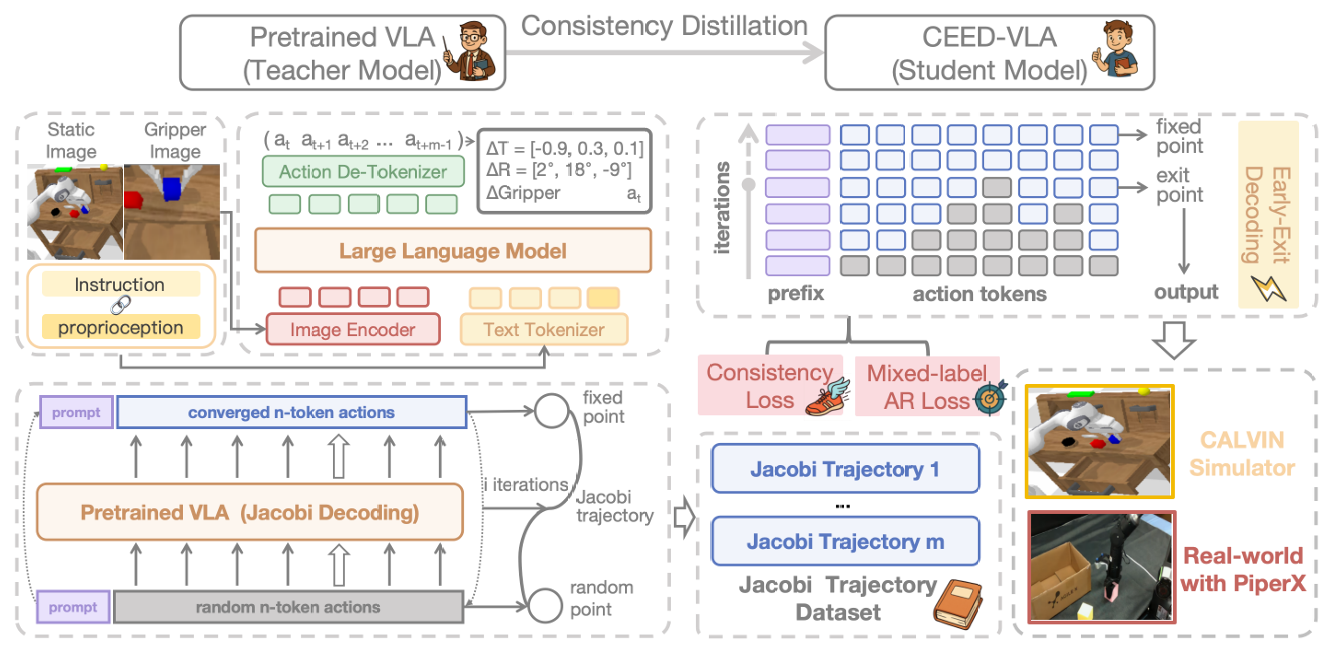 Pretrained VLA
(Teacher Model)
Consistency Distillation
CEED-VLA
(Student Model)
Static
Image
Gripper
Image
Instruction
proprioception
( a_t a_{t+1} a_{t+2} ... a_{t+m-1} )
ΔT = [-0.9, 0.3, 0.1]
ΔR = [2°, 18°, -9°]
ΔGripper a_t
Action De-Tokenizer
Large Language Model
Image Encoder
Text Tokenizer
iterations
prefix
action tokens
fixed
point
exit
point
output
Early-Exit
Decoding
prompt
converged n-token actions
Pretrained VLA (Jacobi Decoding)
prompt
random n-token actions
fixed
point
i iterations
Jacobi
trajectory
random
point
Consistency
Loss
Mixed-label
AR Loss
Jacobi Trajectory 1
...
Jacobi Trajectory m
Jacobi Trajectory
Dataset
CALVIN
Simulator
Real-world
with PiperX